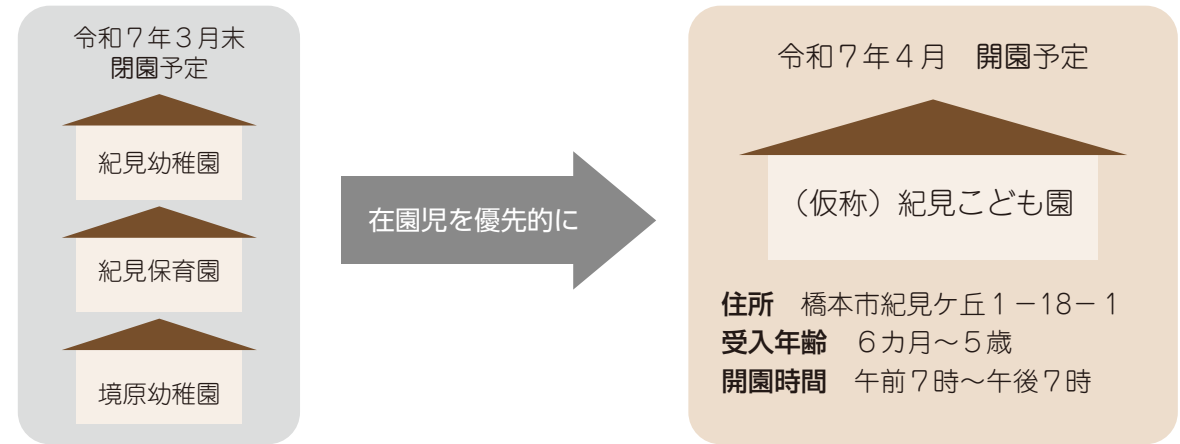 令和７年３月末
閉園予定
紀見幼稚園
紀見保育園
境原幼稚園
在園児を優先的に
令和７年４月　開園予定
（仮称）紀見こども園
住所　橋本市紀見ケ丘１－18－１
受入年齢　６カ月～５歳
開園時間　午前７時～午後７時